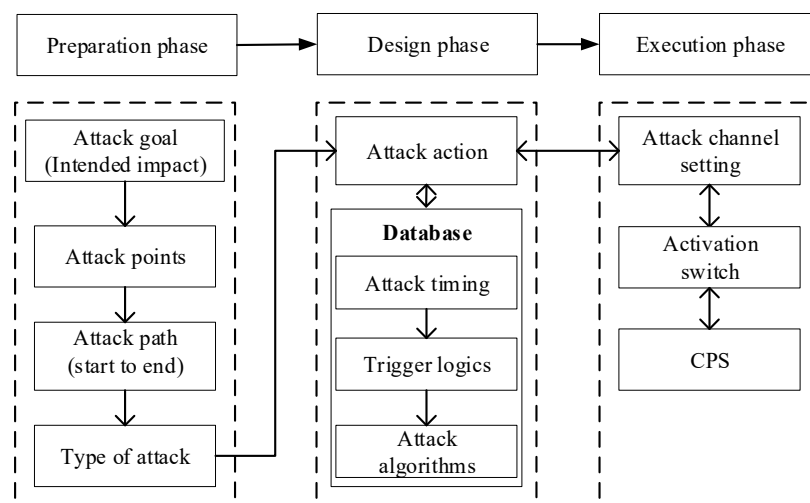 Preparation phase
Design phase
Execution phase
Attack goal
(Intended impact)
Attack points
Attack path
(start to end)
Type of attack
Attack action
Database
Attack timing
Trigger logics
Attack
algorithms
Attack channel
setting
Activation
switch
CPS